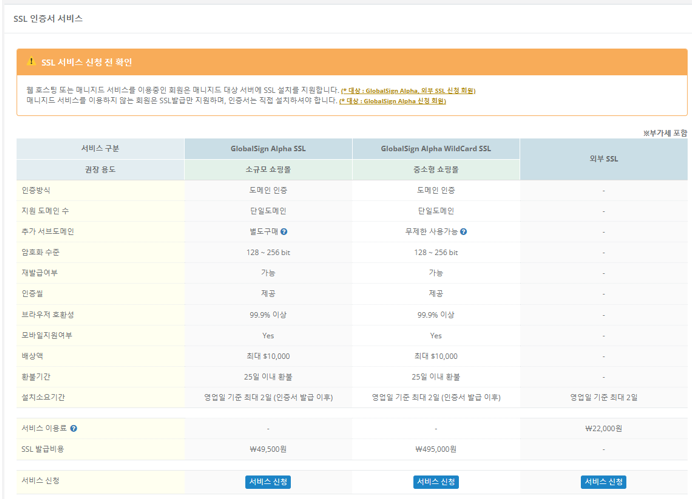 SSL 인증서 서비스
SSL 서비스 신청 전 확인
웹 호스팅 또는 매니지드 서비스를 이용중인 회원은 매니지드 대상 서버에 SSL 설치를 지원합니다. (* 대상 : GlobalSign Alpha, 외부 SSL 신청 회원)
매니지드 서비스를 이용하지 않는 회원은 SSL발급만 지원하며, 인증서는 직접 설치하셔야 합니다. (* 대상 : GlobalSign Alpha 신청 회원)
※부가세 포함
서비스 구분 GlobalSign Alpha SSL GlobalSign Alpha WildCard SSL 외부 SSL
권장 용도 소규모 쇼핑몰 중소형 쇼핑몰
인증방식 도메인 인증 도메인 인증 -
지원 도메인 수 단일도메인 단일도메인 -
추가 서브도메인 별도구매 ? 무제한 사용가능 ? -
암호화 수준 128 ~ 256 bit 128 ~ 256 bit -
재발급여부 가능 가능 -
인증씰 제공 제공 -
브라우저 호환성 99.9% 이상 99.9% 이상 -
모바일지원여부 Yes Yes -
배상액 최대 $10,000 최대 $10,000 -
환불기간 25일 이내 환불 25일 이내 환불 -
설치소요기간 영업일 기준 최대 2일 (인증서 발급 이후) 영업일 기준 최대 2일 (인증서 발급 이후) 영업일 기준 최대 2일
서비스 이용료 ? - - ₩22,000원
SSL 발급비용 ₩49,500원 ₩495,000원 -
서비스 신청 서비스 신청 서비스 신청 서비스 신청